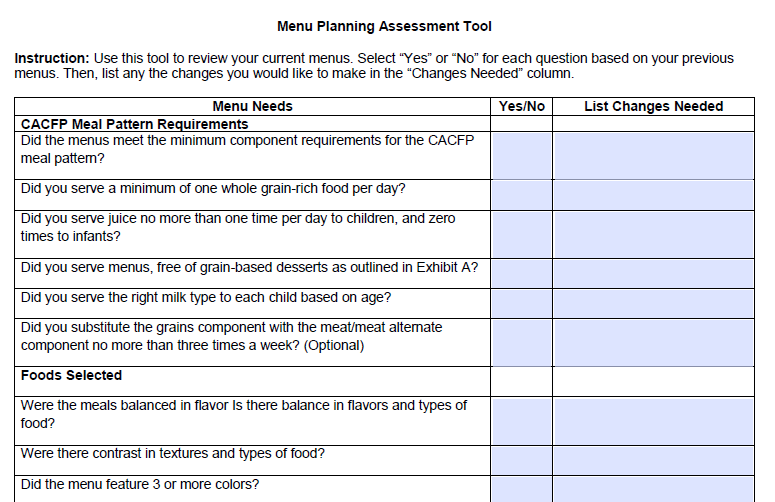 Menu Planning Assessment Tool
Instruction: Use this tool to review your current menus. Select “Yes” or “No” for each question based on your previous
menus. Then, list any the changes you would like to make in the “Changes Needed” column.
Menu Needs Yes/No List Changes Needed
CACFP Meal Pattern Requirements
Did the menus meet the minimum component requirements for the CACFP
meal pattern?
Did you serve a minimum of one whole grain-rich food per day?
Did you serve juice no more than one time per day to children, and zero
times to infants?
Did you serve menus, free of grain-based desserts as outlined in Exhibit A?
Did you serve the right milk type to each child based on age?
Did you substitute the grains component with the meat/meat alternate
component no more than three times a week? (Optional)
Foods Selected
Were the meals balanced in flavor Is there balance in flavors and types of
food?
Were there contrast in textures and types of food?
Did the menu feature 3 or more colors?